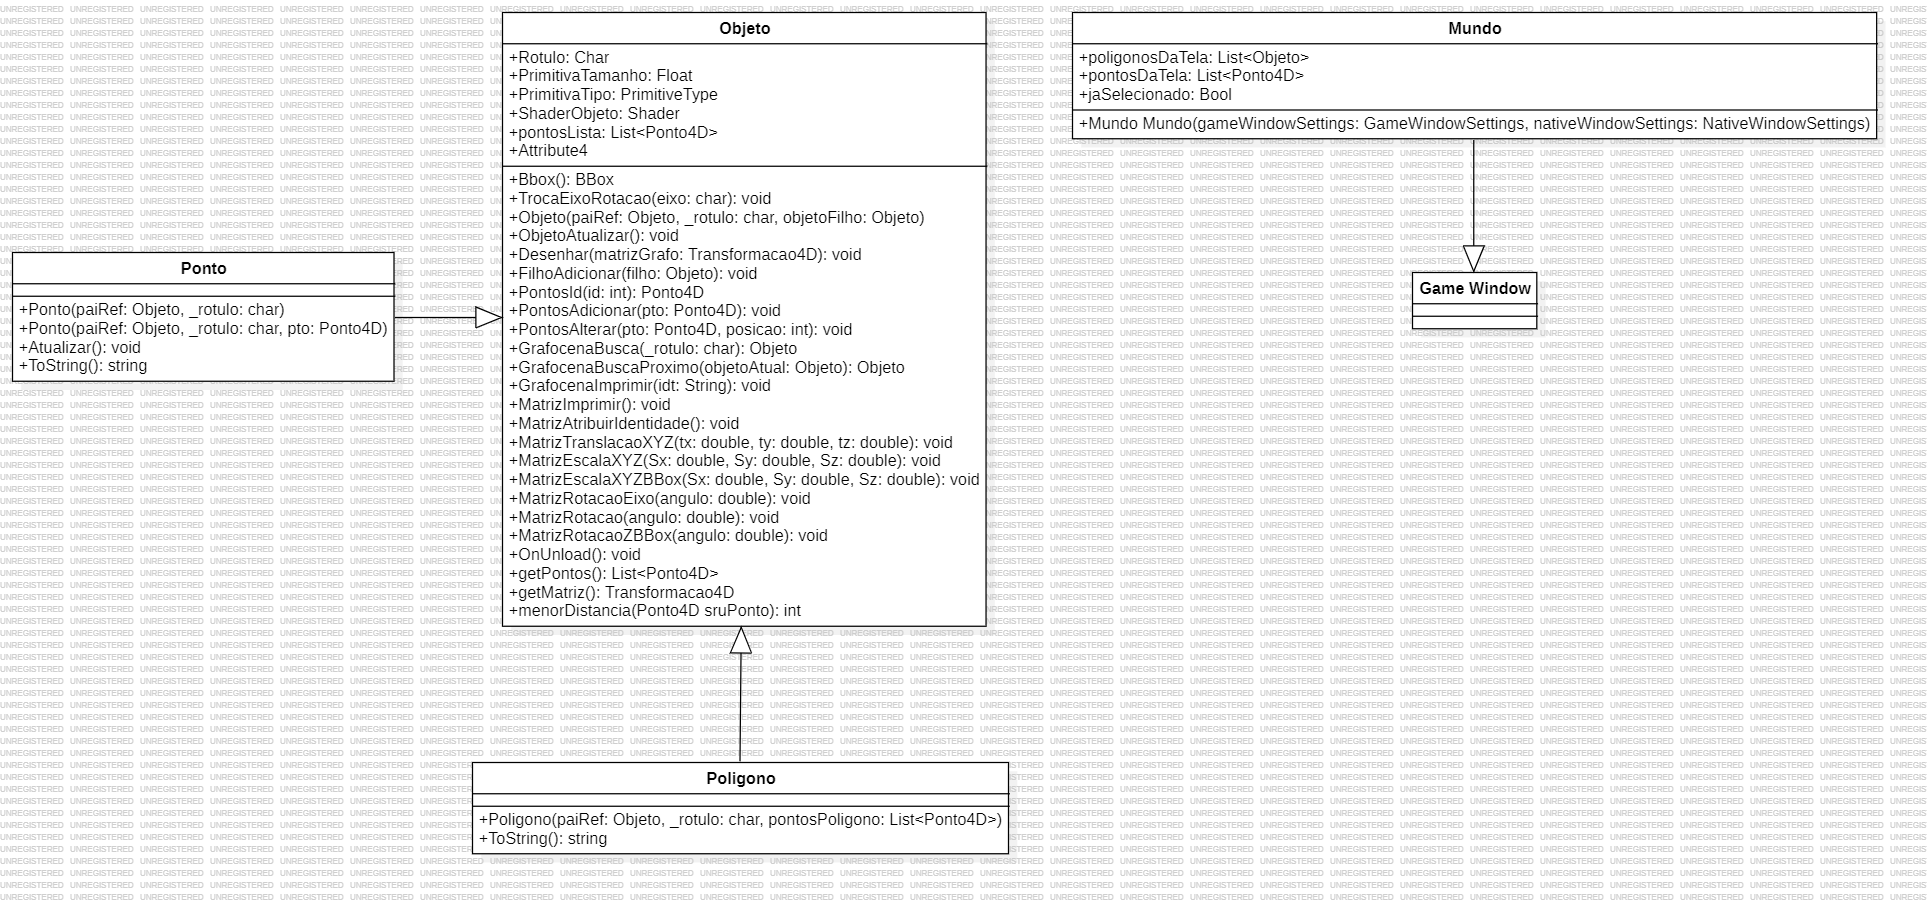 Objeto
+Rotulo: Char
+PrimitivaTamanho: Float
+PrimitivaTipo: PrimitiveType
+ShaderObjeto: Shader
+pontosLista: List<Ponto4D>
+Attribute4
+Bbox(): BBox
+TrocaEixoRotacao(eixo: char): void
+Objeto(paiRef: Objeto, _rotulo: char, objetoFilho: Objeto)
+ObjetoAtualizar(): void
+Desenhar(matrizGrafo: Transformacao4D): void
+FilhoAdicionar(filho: Objeto): void
+PontosId(id: int): Ponto4D
+PontosAdicionar(pto: Ponto4D): void
+PontosAlterar(pto: Ponto4D, posicao: int): void
+GrafocenaBusca(_rotulo: char): Objeto
+GrafocenaBuscaProximo(objetoAtual: Objeto): Objeto
+GrafocenaImprimir(idt: String): void
+MatrizImprimir(): void
+MatrizAtribuirIdentidade(): void
+MatrizTranslacaoXYZ(tx: double, ty: double, tz: double): void
+MatrizEscalaXYZ(Sx: double, Sy: double, Sz: double): void
+MatrizEscalaXYZBBox(Sx: double, Sy: double, Sz: double): void
+MatrizRotacaoEixo(angulo: double): void
+MatrizRotacao(angulo: double): void
+MatrizRotacaoZBBox(angulo: double): void
+OnUnload(): void
+getPontos(): List<Ponto4D>
+getMatriz(): Transformacao4D
+menorDistancia(Ponto4D sruPonto): int
Mundo
+poligonosDaTela: List<Objeto>
+pontosDaTela: List<Ponto4D>
+jaSelecionado: Bool
+Mundo Mundo(gameWindowSettings: GameWindowSettings, nativeWindowSettings: NativeWindowSettings)
Ponto
+Ponto(paiRef: Objeto, _rotulo: char)
+Ponto(paiRef: Objeto, _rotulo: char, pto: Ponto4D)
+Atualizar(): void
+ToString(): string
Game Window
Poligono
+Poligono(paiRef: Objeto, _rotulo: char, pontosPoligono: List<Ponto4D>)
+ToString(): string
UNREGISTERED